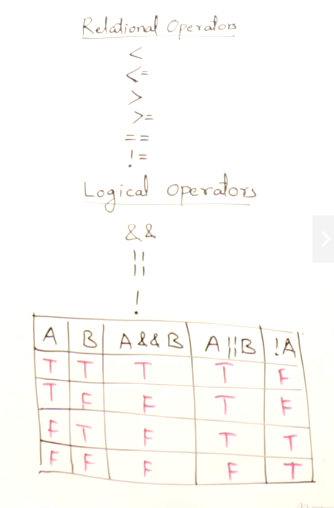 Relational Operators
<
<=
>
>=
==
!=
Logical Operators
&&
||
!
A B A&&B A||B !A
T T T T F
T F F T F
F T F T T
F F F F T